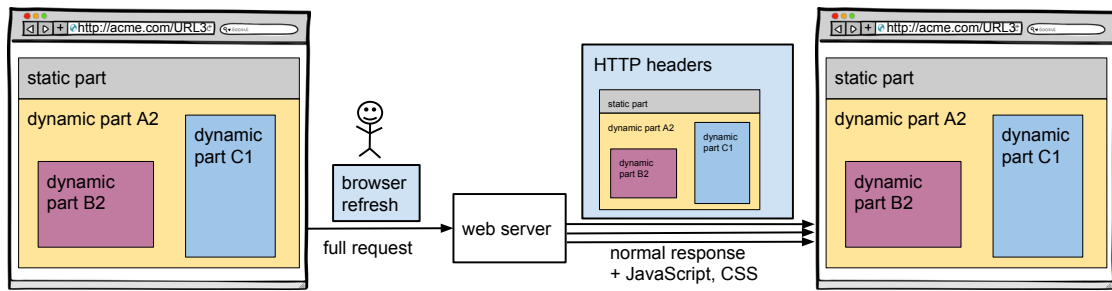 http://acme.com/URL3
GOOGLE
static part
dynamic part A2
dynamic
part C1
dynamic
part B2
browser
refresh
full request
web server
HTTP headers
static part
dynamic part A2
dynamic
part C1
dynamic
part B2
normal response
+ JavaScript, CSS
http://acme.com/URL3
GOOGLE
static part
dynamic part A2
dynamic
part C1
dynamic
part B2